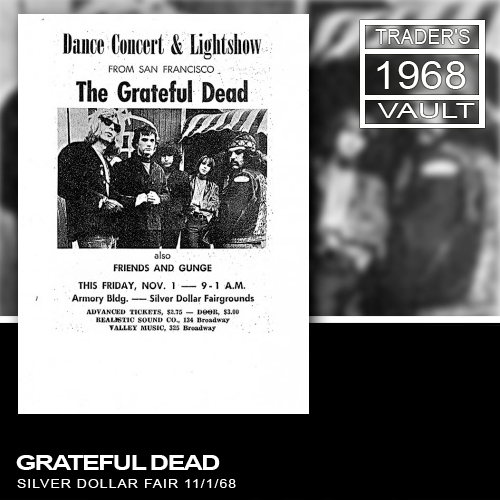 Dance Concert & Lightshow
FROM SAN FRANCISCO
The Grateful Dead
also
FRIENDS AND GUNGE
THIS FRIDAY, NOV. 1 — 9-1 A.M.
Armory Bldg. — Silver Dollar Fairgrounds
ADVANCED TICKETS, $2.75 — DOOR, $3.00
REALISTIC SOUND CO., 134 Broadway
VALLEY MUSIC, 325 Broadway
TRADER'S
1968
VAULT
GRATEFUL DEAD
SILVER DOLLAR FAIR 11/1/68